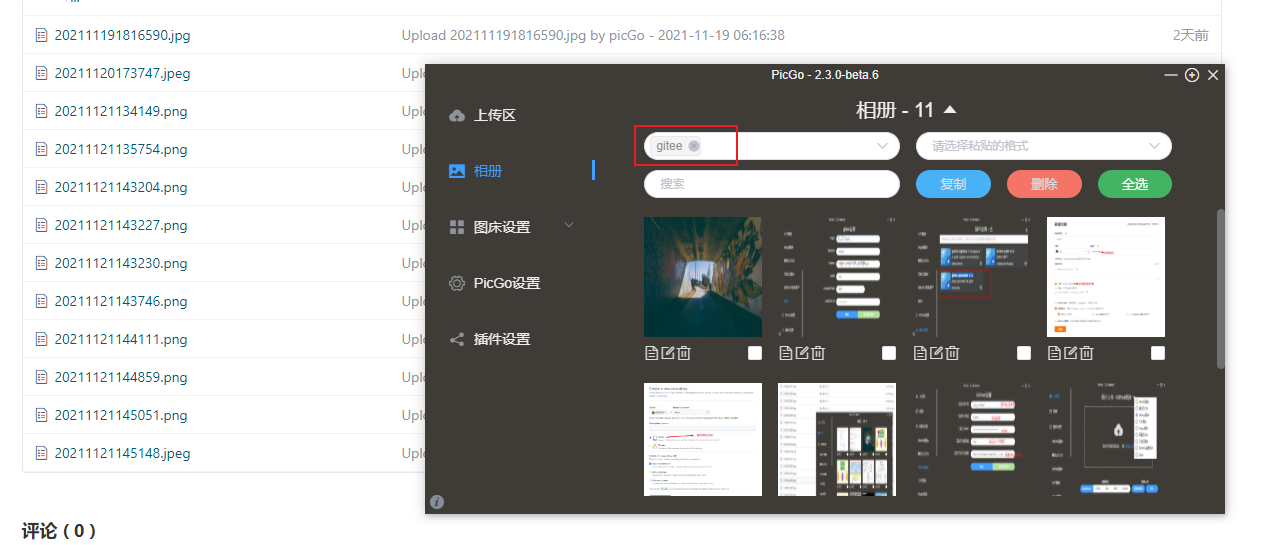 202111191816590.jpg Upload 202111191816590.jpg by picGo - 2021-11-19 06:16:38 2天前
20211120173747.jpeg Uplo
20211121134149.png Uplo
20211121135754.png Uplo
20211121143204.png Uplo
20211121143227.png Uplo
20211121143230.png Uplo
20211121143746.png Uplo
20211121144111.png Uplo
20211121144859.png Uplo
20211121145051.png Uplo
20211121145148.jpeg Uplo
评论 ( 0 )
PicGo - 2.3.0-beta.6
上传区
相册
图床设置
PicGo设置
插件设置
相册 - 11
gitee
请选择粘贴的格式
搜索
复制
删除
全选